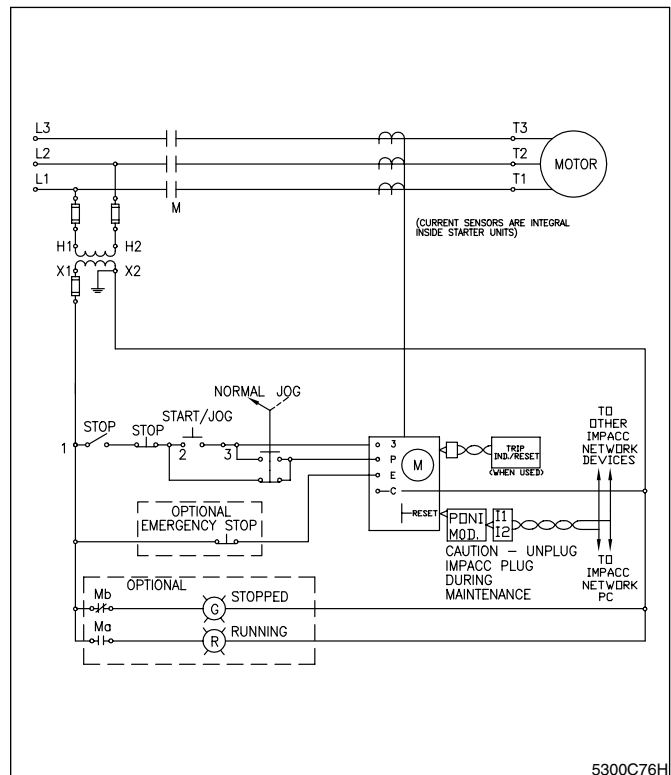 L3
T3
L2
T2
MOTOR
L1
T1
M
(CURRENT SENSORS ARE INTEGRAL
INSIDE STARTER UNITS)
H1
H2
X1
X2
NORMAL JOG
START/JOG
STOP
STOP
1
2
3
3
P
E
C
M
RESET
TRIP
IND./RESET
(WHEN USED)
TO
OTHER
IMPACC
NETWORK
DEVICES
OPTIONAL
EMERGENCY STOP
PONI
MOD.
I1
I2
CAUTION – UNPLUG
IMPACC PLUG
DURING
MAINTENANCE
TO
IMPACC
NETWORK
PC
OPTIONAL
Mb
G
STOPPED
Ma
R
RUNNING
5300C76H